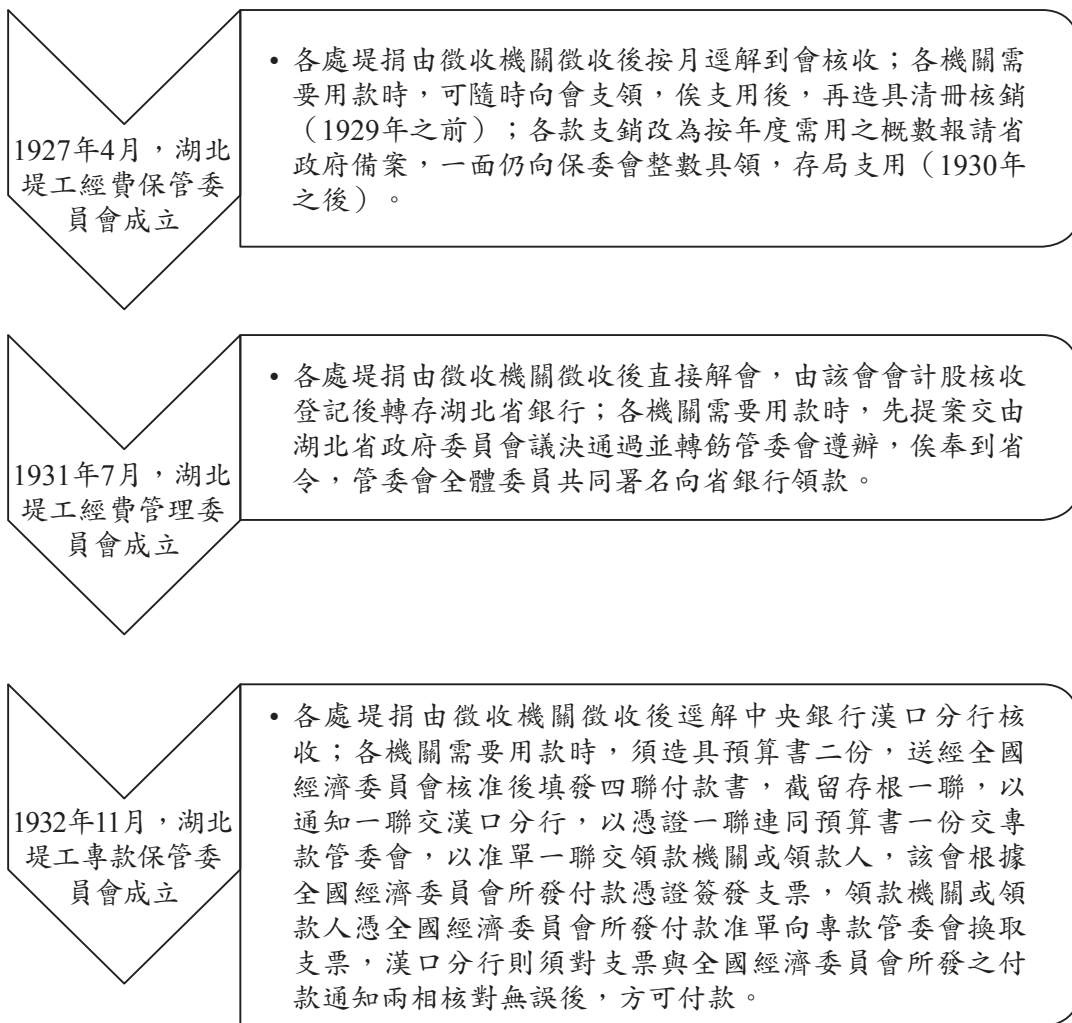 1927年4月，湖北
堤工經費保管委
員會成立
• 各處堤捐由徵收機關徵收後按月逕解到會核收；各機關需
要用款時，可隨時向會支領，俟支用後，再造具清冊核銷
（1929年之前）；各款支銷改為按年度需用之概數報請省
政府備案，一面仍向保委會整數具領，存局支用（1930年
之後）。
1931年7月，湖北
堤工經費管理委
員會成立
• 各處堤捐由徵收機關徵收後直接解會，由該會會計股核收
登記後轉存湖北省銀行；各機關需要用款時，先提案交由
湖北省政府委員會議決通過並轉飭管委會遵辦，俟奉到省
令，管委會全體委員共同署名向省銀行領款。
1932年11月，湖北
堤工專款保管委
員會成立
• 各處堤捐由徵收機關徵收後逕解中央銀行漢口分行核
收；各機關需要用款時，須造具預算書二份，送經全國
經濟委員會核准後填發四聯付款書，截留存根一聯，以
通知一聯交漢口分行，以憑證一聯連同預算書一份交專
款管委會，以准單一聯交領款機關或領款人，該會根據
全國經濟委員會所發付款憑證簽發支票，領款機關或領
款人憑全國經濟委員會所發付款准單向專款管委會換取
支票，漢口分行則須對支票與全國經濟委員會所發之付
款通知兩相核對無誤後，方可付款。